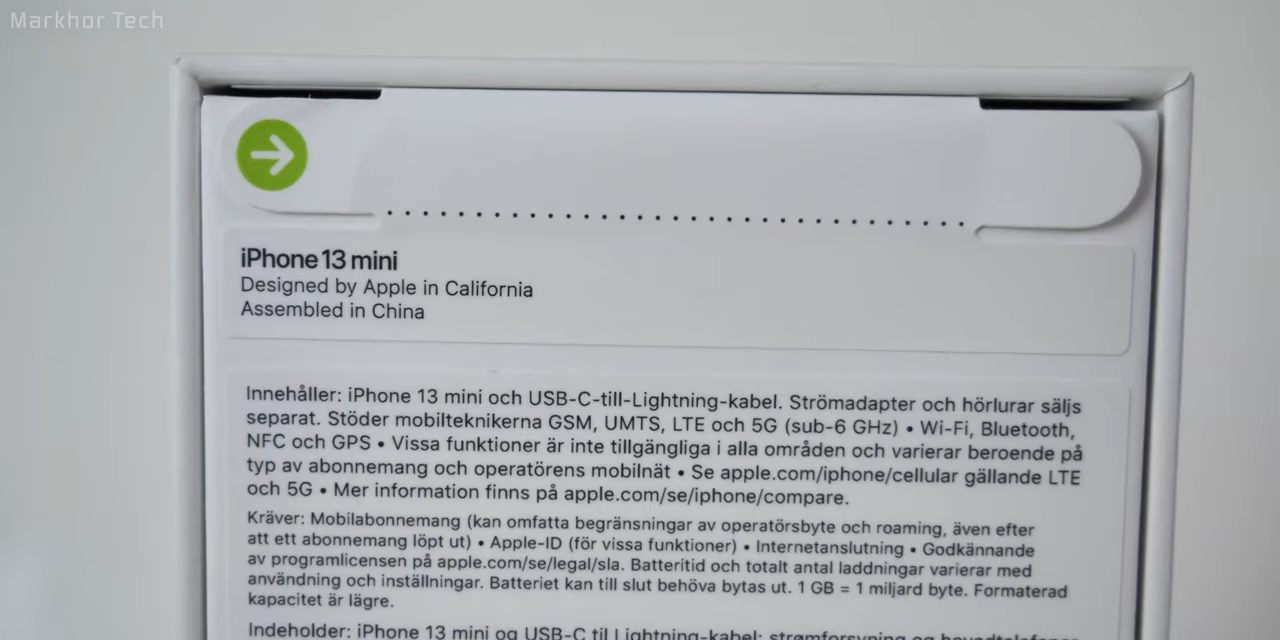 Markhor Tech
iPhone 13 mini
Designed by Apple in California
Assembled in China
Innehåller: iPhone 13 mini och USB-C-till-Lightning-kabel. Strömadapter och hörlurar säljs
separat. Stöder mobilteknikerna GSM, UMTS, LTE och 5G (sub-6 GHz) • Wi-Fi, Bluetooth,
NFC och GPS • Vissa funktioner är inte tillgängliga i alla områden och varierar beroende på
typ av abonnemang och operatörens mobilnät • Se apple.com/iphone/cellular gällande LTE
och 5G • Mer information finns på apple.com/se/iphone/compare.
Kräver: Mobilabonnemang (kan omfatta begränsningar av operatörsbyte och roaming, även efter
att ett abonnemang löpt ut) • Apple-ID (för vissa funktioner) • Internetanslutning • Godkännande
av programlicensen på apple.com/se/legal/sla. Batteritid och totalt antal laddningar varierar med
användning och inställningar. Batteriet kan till slut behöva bytas ut. 1 GB = 1 miljard byte. Formaterad
kapacitet är lägre.
Indeholder: iPhone 13 mini og USB-C til Lightning-kabel; strømforsyning og hovedtelefoner